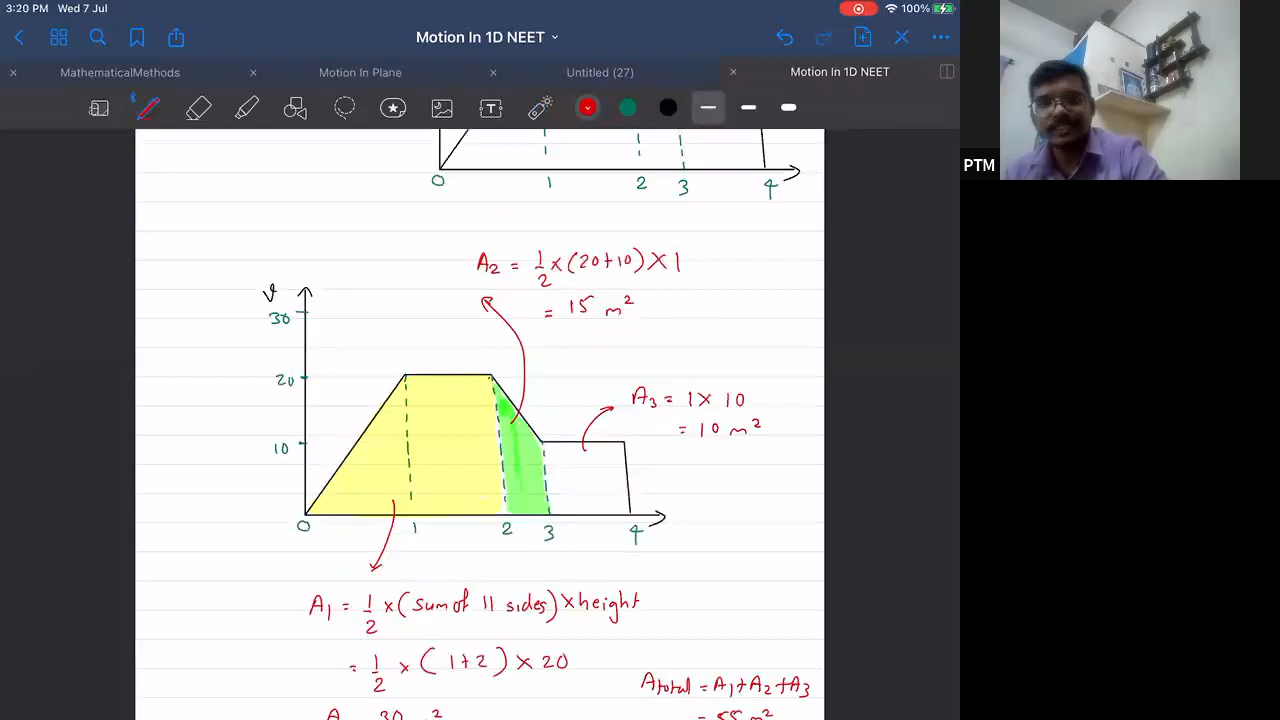 3:20 PM Wed 7 Jul
100%
Motion In 1D NEET
MathematicalMethods
Motion In Plane
Untitled (27)
Motion In 1D NEET
PTM
0 1 2 3 4
A2 = 1/2 × (20+10) × 1
= 15 m²
v
30
20
10
0 1 2 3 4
A3 = 1 × 10
= 10 m²
A1 = 1/2 × (sum of 11 sides) × height
= 1/2 × (1+2) × 20
Atotal = A1+A2+A3
= 55 m²